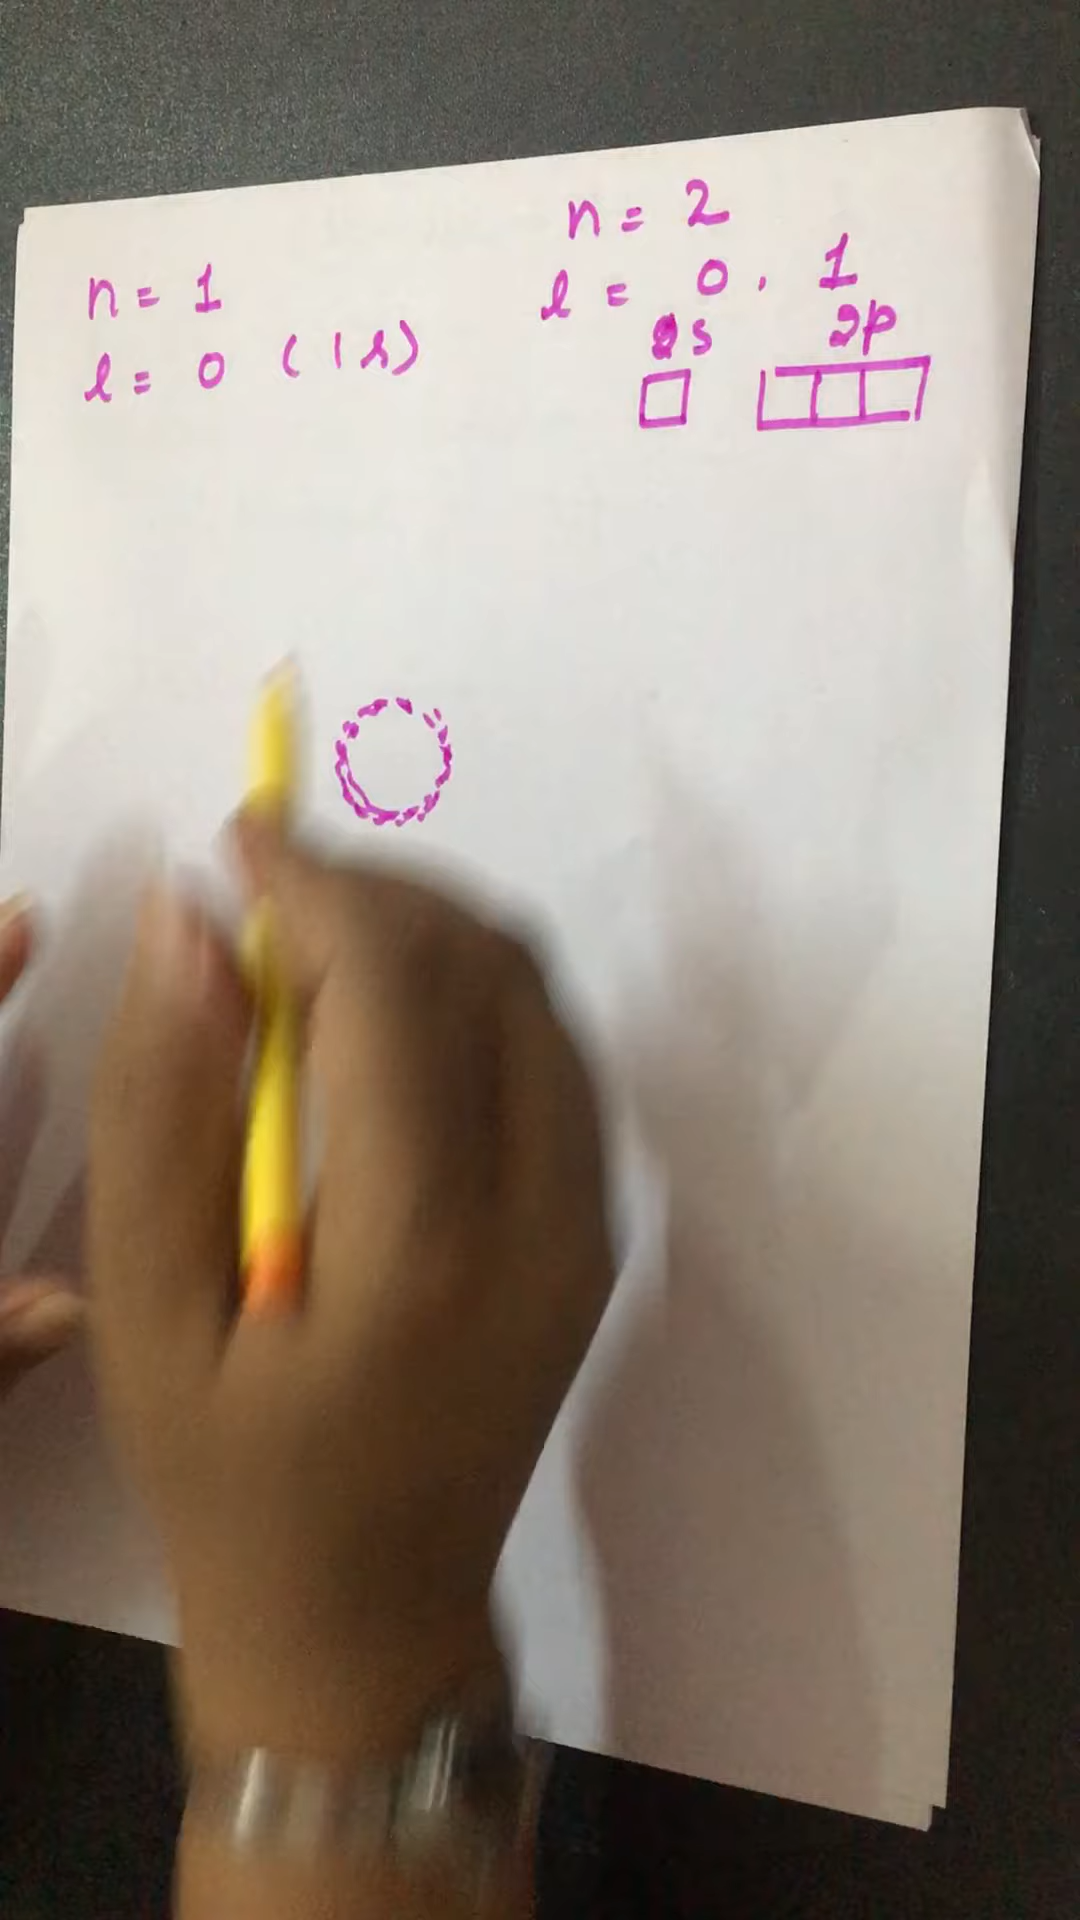 n = 1
l = 0 (1s)
n = 2
l = 0, 1
2s 2p